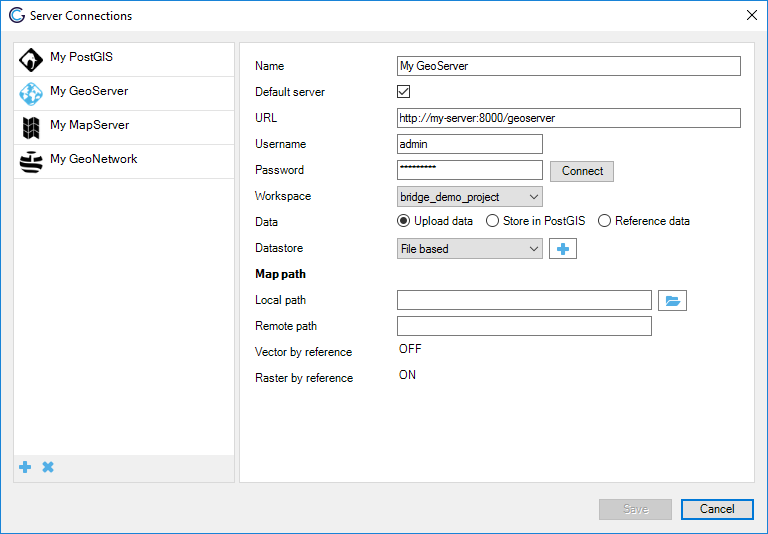 Server Connections
My PostGIS
My GeoServer
My MapServer
My GeoNetwork
Name My GeoServer
Default server
URL http://my-server:8000/geoserver
Username admin
Password ********* Connect
Workspace bridge_demo_project
Data Upload data Store in PostGIS Reference data
Datastore File based
Map path
Local path
Remote path
Vector by reference OFF
Raster by reference ON
Save Cancel